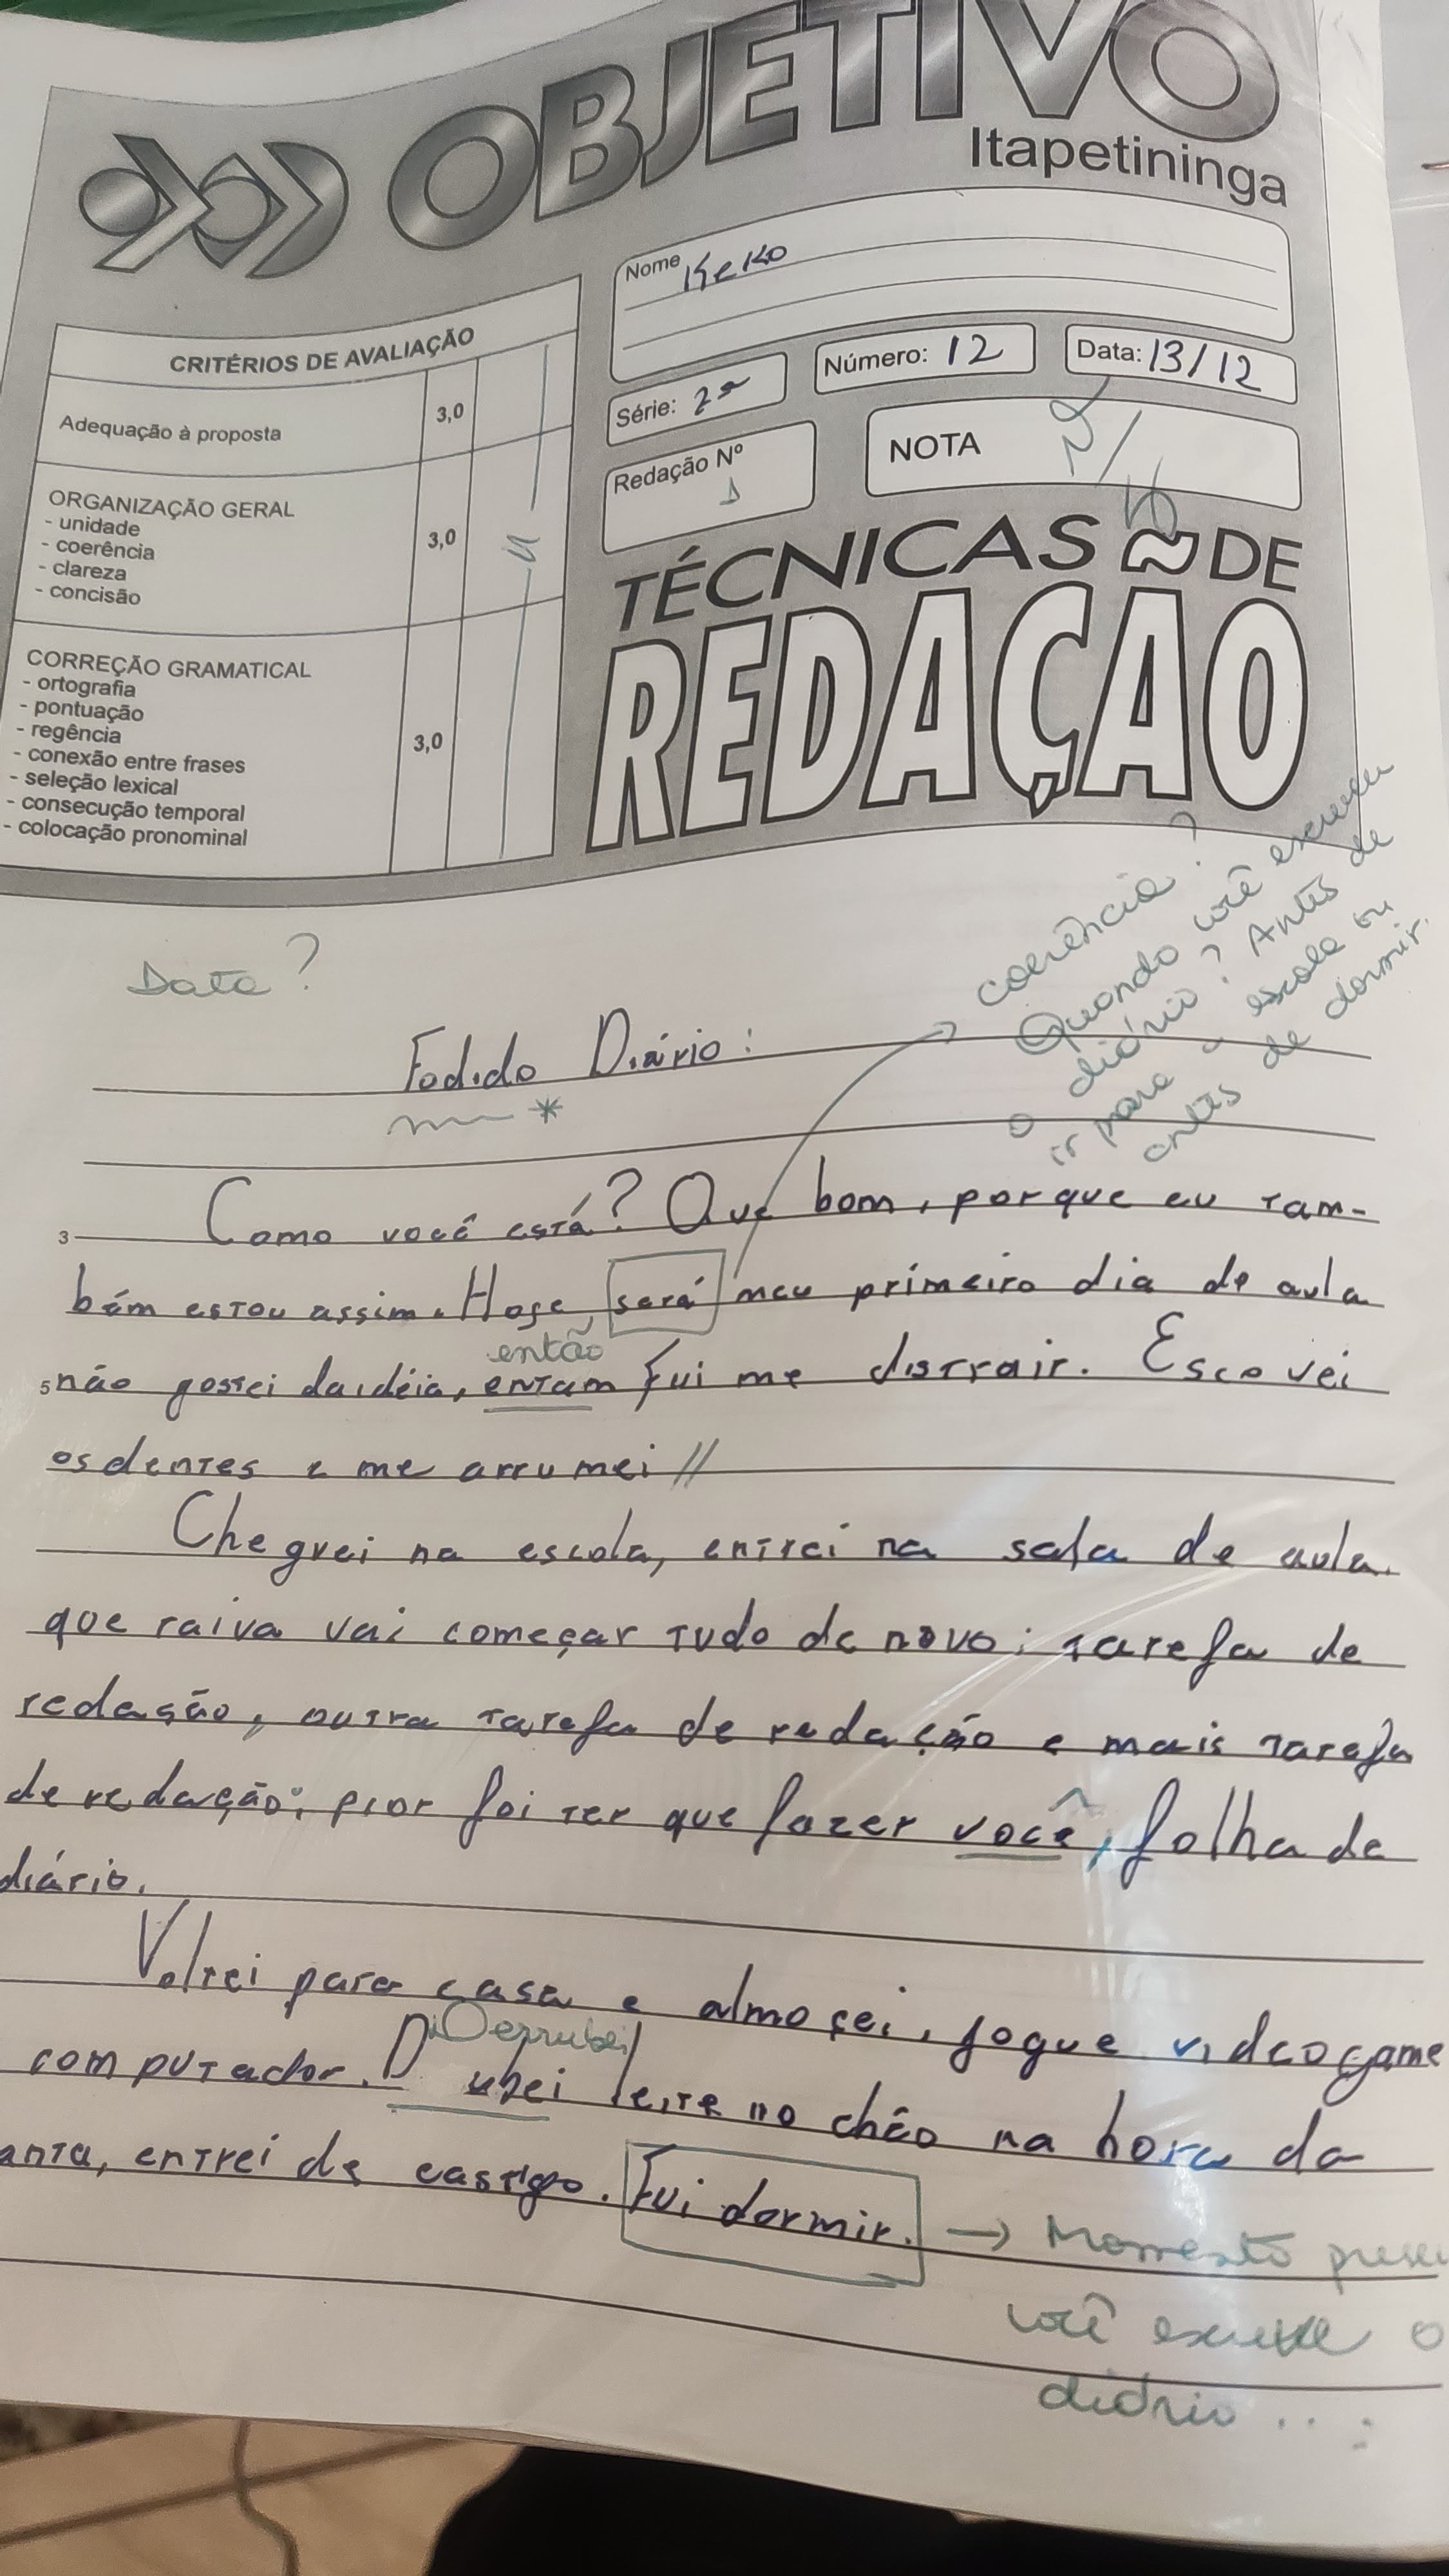 OBJETIVO
Itapetininga
Nome Keko
Número: 12
Data: 13/12
Série: 2ª
Redação Nº 1
NOTA
TÉCNICAS DE
REDAÇÃO
CRITÉRIOS DE AVALIAÇÃO
Adequação à proposta 3,0
ORGANIZAÇÃO GERAL 3,0
- unidade
- coerência
- clareza
- concisão
CORREÇÃO GRAMATICAL 3,0
- ortografia
- pontuação
- regência
- conexão entre frases
- seleção lexical
- consecução temporal
- colocação pronominal
coerência?
Quando você escreveu
o diário? Antes de
ir para a escola ou
antes de dormir.
Data?
Fodido Diário:
*
3 Como você está? Que bom, porque eu tam-
bém estou assim. Hoje, será meu primeiro dia de aula
então
5 não gostei da idéia, entam fui me distrair. Escovei
os dentes e me arrumei //
Cheguei na escola, entrei na sala de aula.
que raiva vai começar tudo de novo: tarefa de
redação, outra tarefa de redação e mais tarefa
de redação; pior foi ter que fazer você, folha de
diário.
Voltei para casa e almoçei, jogue videogame
Derrubei
computador. D ubei leite no chão na hora da
anta, entrei de castigo. Fui dormir. → Momento presen
você escreve o
diário...